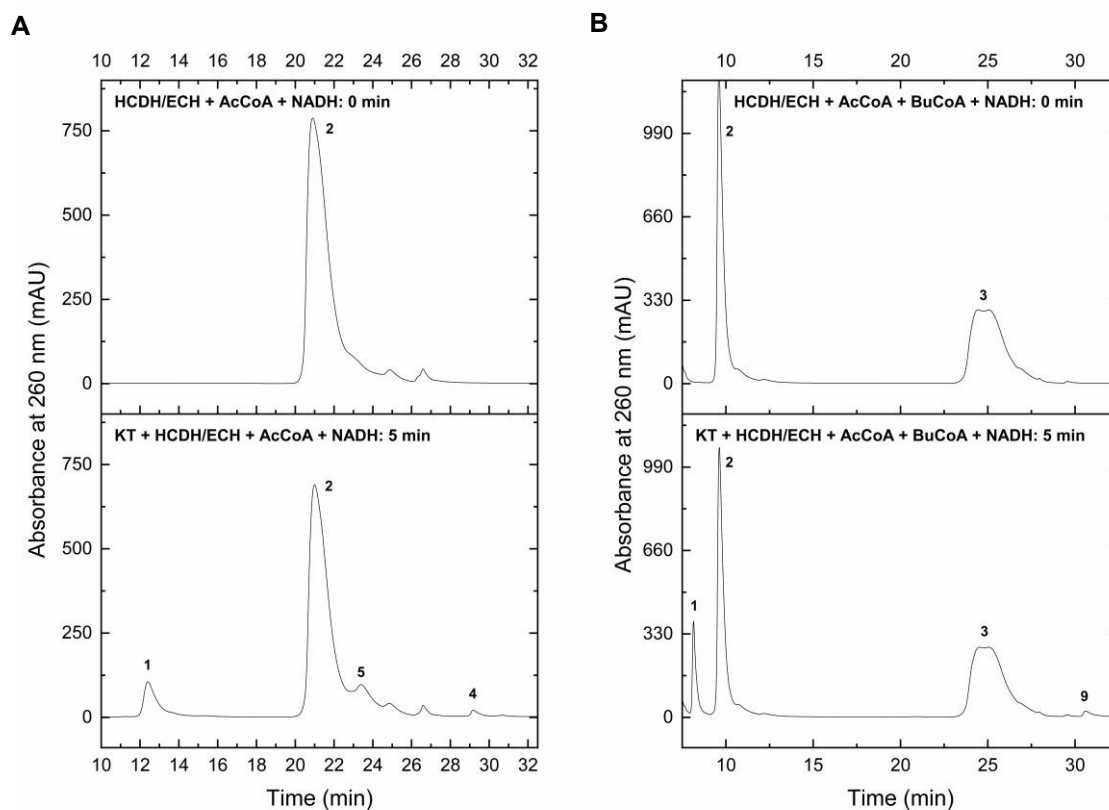 A
10 12 14 16 18 20 22 24 26 28 30 32
HCDH/ECH + AcCoA + NADH: 0 min
2
750
500
250
0
KT + HCDH/ECH + AcCoA + NADH: 5 min
2
750
500
250
1
5
4
0
10 12 14 16 18 20 22 24 26 28 30 32
Time (min)
Absorbance at 260 nm (mAU)
B
10 15 20 25 30
HCDH/ECH + AcCoA + BuCoA + NADH: 0 min
2
990
660
330
3
0
KT + HCDH/ECH + AcCoA + BuCoA + NADH: 5 min
2
990
660
330
1
3
9
0
10 15 20 25 30
Time (min)
Absorbance at 260 nm (mAU)